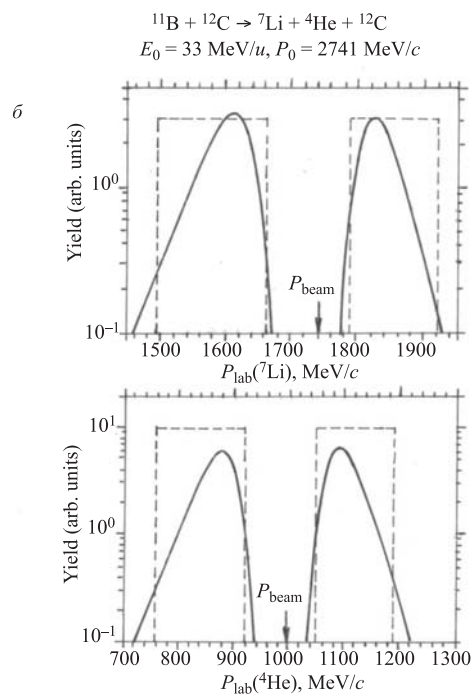 ¹¹B + ¹²C → ⁷Li + ⁴He + ¹²C
E₀ = 33 MeV/u, P₀ = 2741 MeV/c
б
Yield (arb. units)
10⁰
10⁻¹
P_beam
1500 1600 1700 1800 1900
P_lab(⁷Li), MeV/c
Yield (arb. units)
10¹
10⁰
10⁻¹
P_beam
700 800 900 1000 1100 1200 1300
P_lab(⁴He), MeV/c